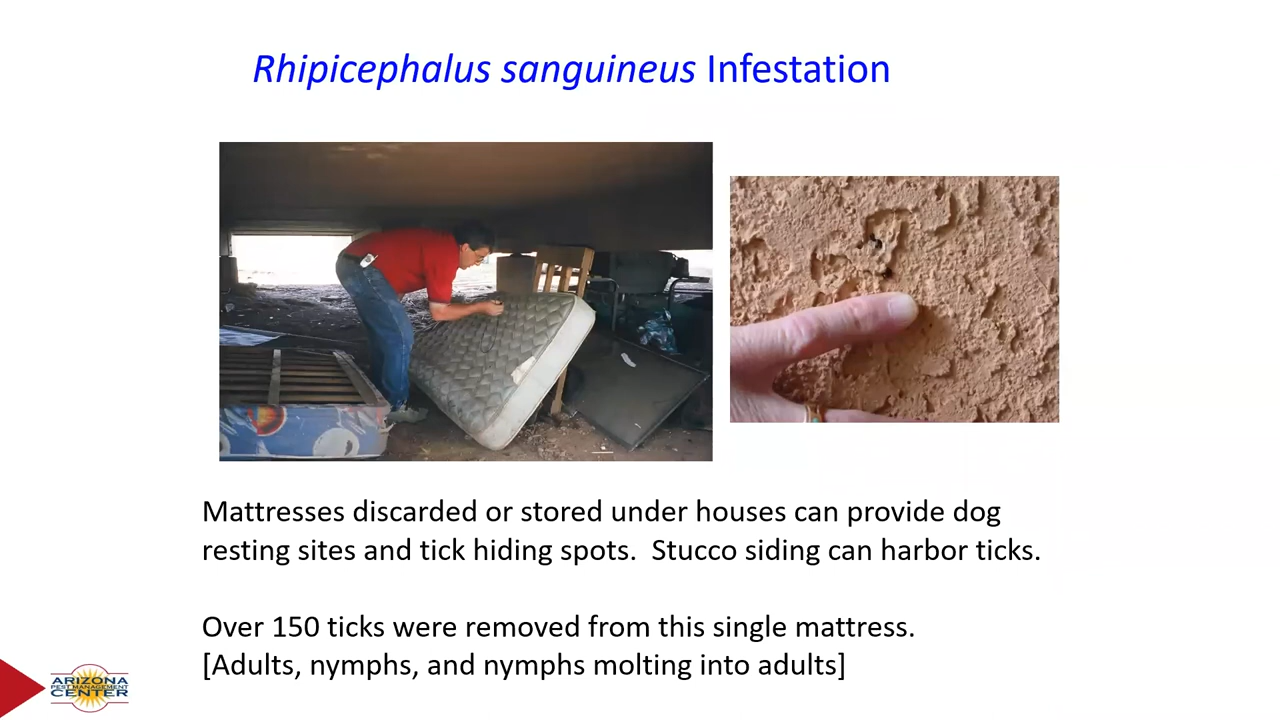 Rhipicephalus sanguineus Infestation
Mattresses discarded or stored under houses can provide dog
resting sites and tick hiding spots.  Stucco siding can harbor ticks.
Over 150 ticks were removed from this single mattress.
[Adults, nymphs, and nymphs molting into adults]
ARIZONA
PEST MANAGEMENT
CENTER